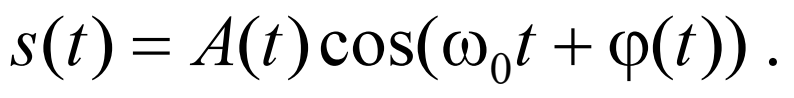 s(t) = A(t)cos(ω₀t + φ(t)) .